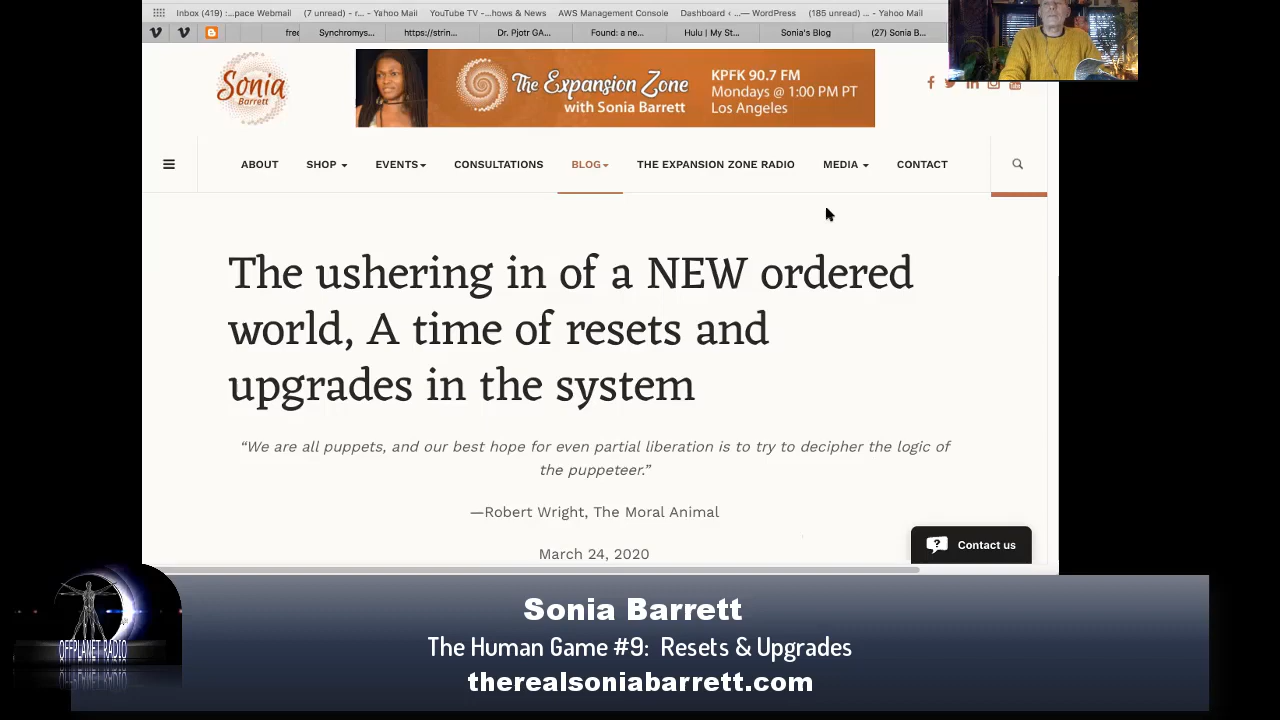 Inbox (419) :...pace Webmail (7 unread) - r... - Yahoo Mail YouTube TV -...hows & News AWS Management Console Dashboard ‹ ...— WordPress (185 unread) ... - Yahoo Mail
free Synchromys... https://strin... Dr. Pjotr GA... Found: a ne... Hulu | My St... Sonia's Blog (27) Sonia B...
Sonia
Barrett
The Expansion Zone
with Sonia Barrett
KPFK 90.7 FM
Mondays @ 1:00 PM PT
Los Angeles
ABOUT SHOP EVENTS CONSULTATIONS BLOG THE EXPANSION ZONE RADIO MEDIA CONTACT
The ushering in of a NEW ordered
world, A time of resets and
upgrades in the system
“We are all puppets, and our best hope for even partial liberation is to try to decipher the logic of
the puppeteer.”
—Robert Wright, The Moral Animal
March 24, 2020
Contact us
OFFPLANET RADIO
Sonia Barrett
The Human Game #9: Resets & Upgrades
therealsoniabarrett.com